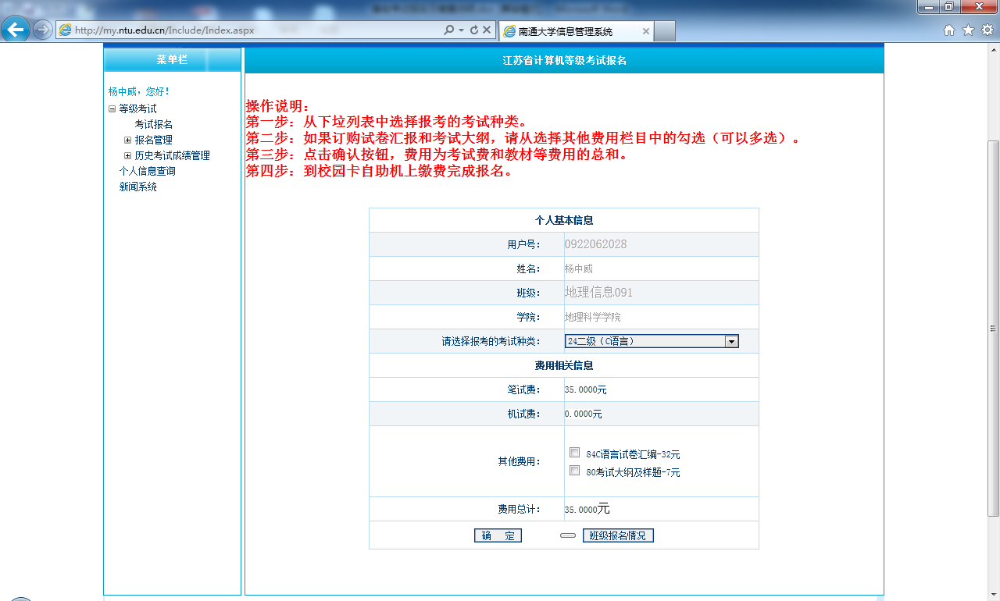 http://my.ntu.edu.cn/Include/Index.aspx
南通大学信息管理系统
菜单栏
江苏省计算机等级考试报名
杨中威，您好！
等级考试
考试报名
报名管理
历史考试成绩管理
个人信息查询
新闻系统
操作说明：
第一步：从下垃列表中选择报考的考试种类。
第二步：如果订购试卷汇报和考试大纲，请从选择其他费用栏目中的勾选（可以多选）。
第三步：点击确认按钮，费用为考试费和教材等费用的总和。
第四步：到校园卡自助机上缴费完成报名。
个人基本信息
用户号： 0922062028
姓名： 杨中威
班级： 地理信息091
学院： 地理科学学院
请选择报考的考试种类： 24二级（C语言）
费用相关信息
笔试费： 35.0000元
机试费： 0.0000元
其他费用：
84C语言试卷汇编-32元
80考试大纲及样题-7元
费用总计： 35.0000元
确 定 班级报名情况